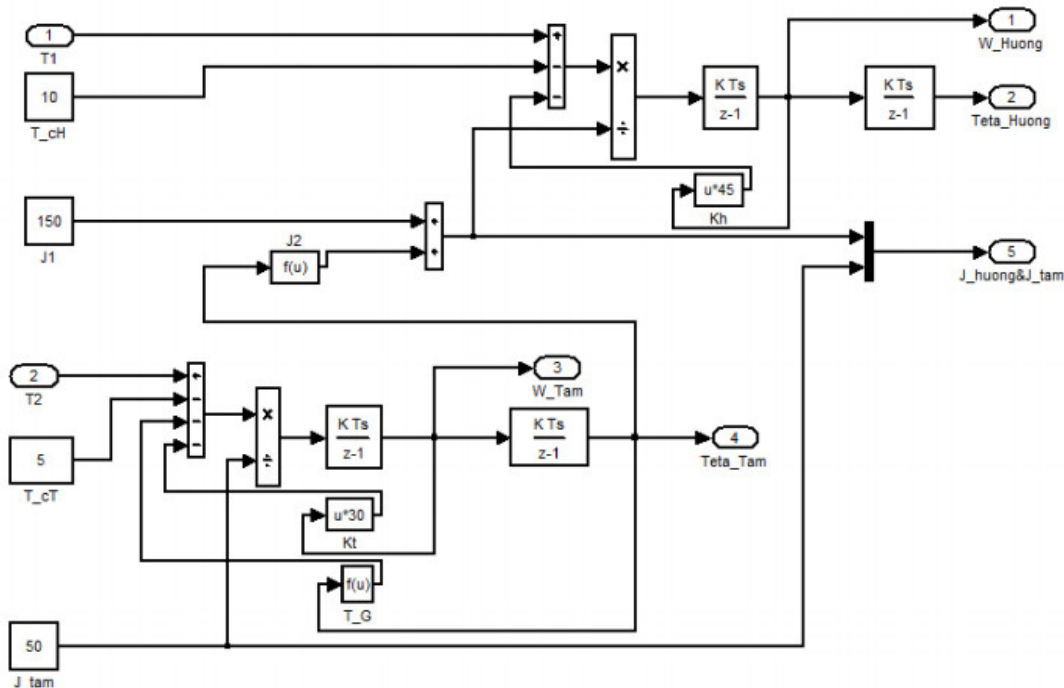 1
T1
10
T_cH
+
−
−
×
÷
K Ts
z-1
K Ts
z-1
1
W_Huong
2
Teta_Huong
u*45
Kh
150
J1
J2
f(u)
+
+
5
J_huong&J_tam
2
T2
5
T_cT
+
−
−
−
×
÷
K Ts
z-1
K Ts
z-1
3
W_Tam
4
Teta_Tam
u*30
Kt
f(u)
T_G
50
J_tam